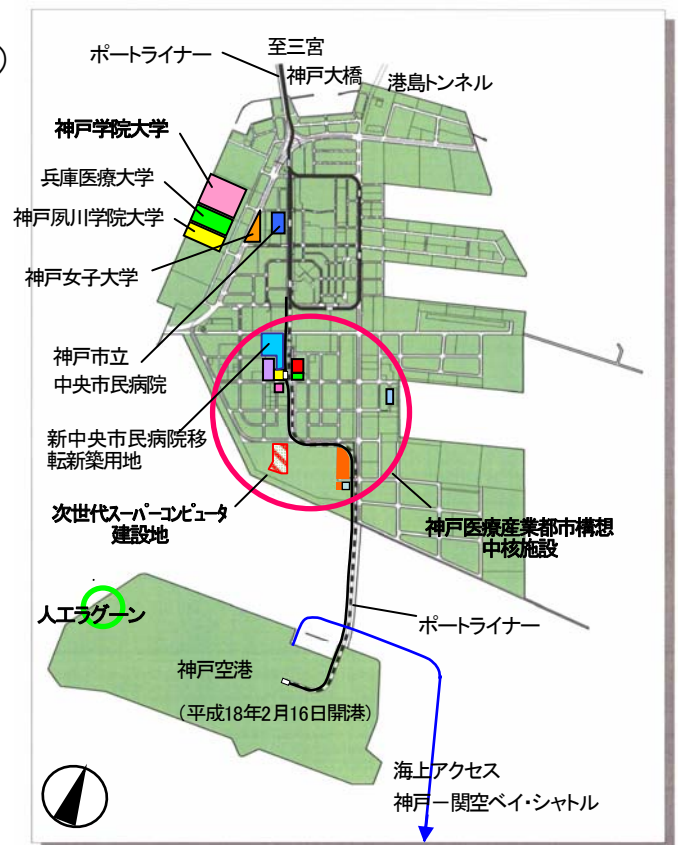 至三宮
ポートライナー
神戸大橋
港島トンネル
神戸学院大学
兵庫医療大学
神戸夙川学院大学
神戸女子大学
神戸市立
中央市民病院
新中央市民病院移
転新築用地
次世代スーパーコンピュータ
建設地
神戸医療産業都市構想
中核施設
人工ラグーン
ポートライナー
神戸空港
(平成18年2月16日開港)
海上アクセス
神戸－関空ベイ・シャトル